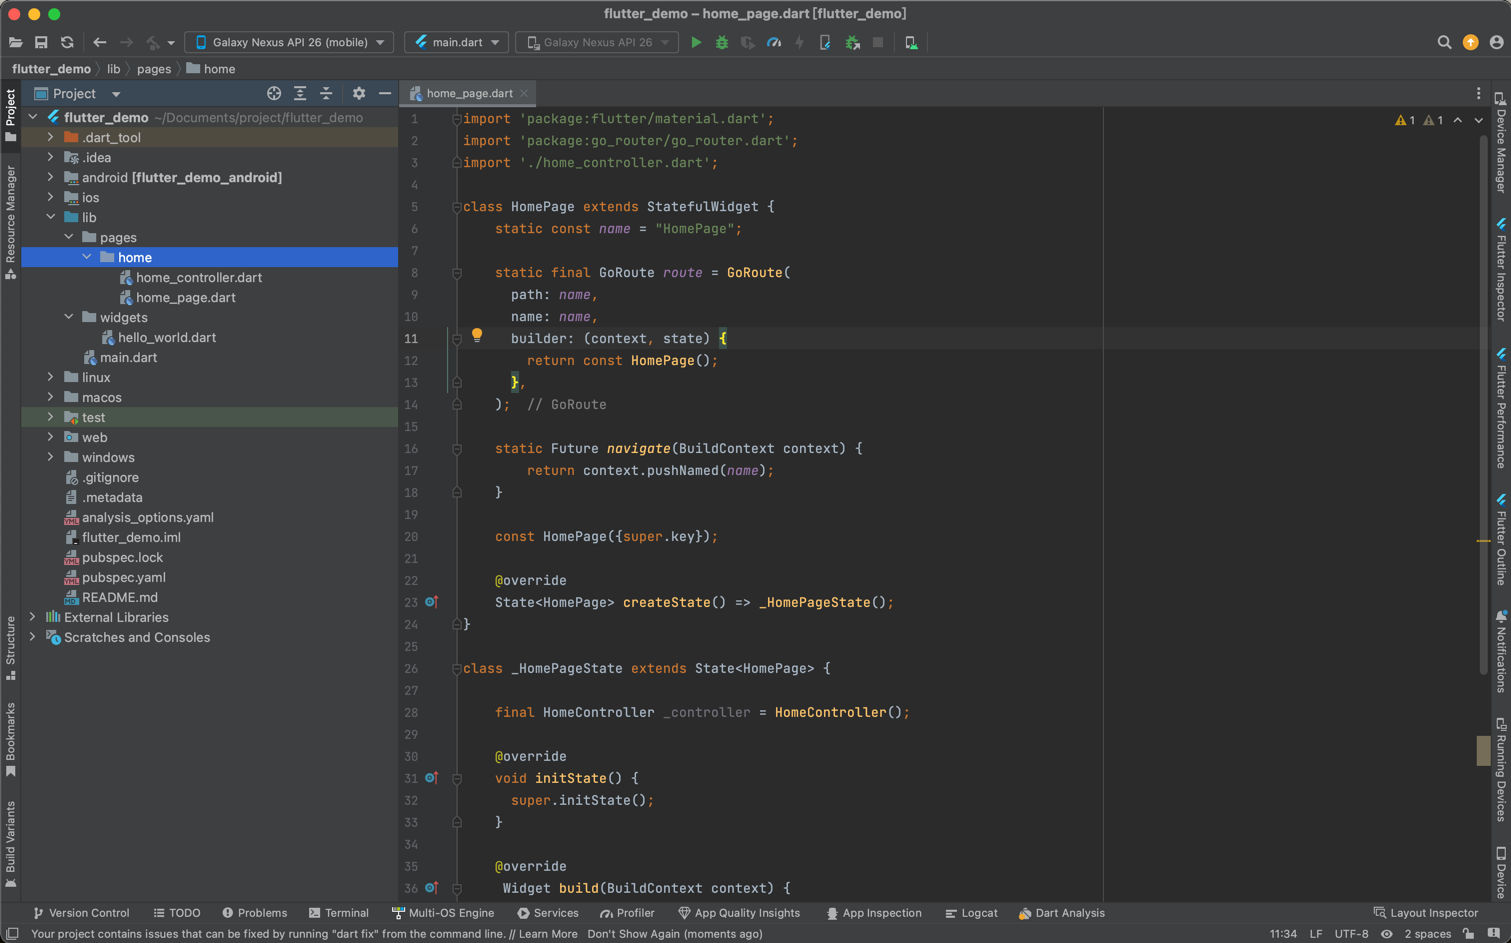 flutter_demo – home_page.dart [flutter_demo]
Galaxy Nexus API 26 (mobile)
main.dart
Galaxy Nexus API 26
flutter_demo
lib
pages
home
Project
home_page.dart
Project
Resource Manager
Structure
Bookmarks
Build Variants
flutter_demo ~/Documents/project/flutter_demo
.dart_tool
.idea
android [flutter_demo_android]
ios
lib
pages
home
home_controller.dart
home_page.dart
widgets
hello_world.dart
main.dart
linux
macos
test
web
windows
.gitignore
.metadata
analysis_options.yaml
flutter_demo.iml
pubspec.lock
pubspec.yaml
README.md
External Libraries
Scratches and Consoles
1 import 'package:flutter/material.dart';
2 import 'package:go_router/go_router.dart';
3 import './home_controller.dart';
4
5 class HomePage extends StatefulWidget {
6 static const name = "HomePage";
7
8 static final GoRoute route = GoRoute(
9 path: name,
10 name: name,
11 builder: (context, state) {
12 return const HomePage();
13 },
14 ); // GoRoute
15
16 static Future navigate(BuildContext context) {
17 return context.pushNamed(name);
18 }
19
20 const HomePage({super.key});
21
22 @override
23 State<HomePage> createState() => _HomePageState();
24 }
25
26 class _HomePageState extends State<HomePage> {
27
28 final HomeController _controller = HomeController();
29
30 @override
31 void initState() {
32 super.initState();
33 }
34
35 @override
36 Widget build(BuildContext context) {
1 1
Device Manager
Flutter Inspector
Flutter Performance
Flutter Outline
Notifications
Running Devices
Device
Version Control
TODO
Problems
Terminal
Multi-OS Engine
Services
Profiler
App Quality Insights
App Inspection
Logcat
Dart Analysis
Layout Inspector
Your project contains issues that can be fixed by running "dart fix" from the command line. // Learn More Don't Show Again (moments ago)
11:34 LF UTF-8 2 spaces